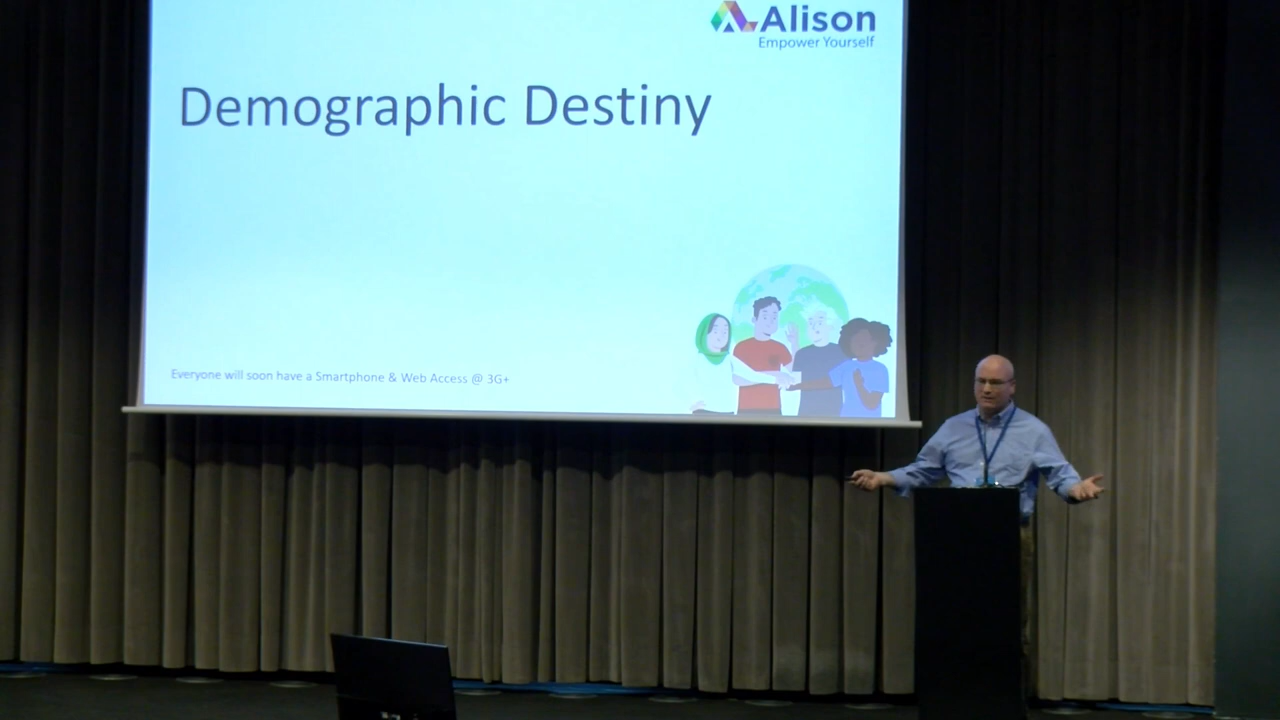 Alison
Empower Yourself
Demographic Destiny
Everyone will soon have a Smartphone & Web Access @ 3G+